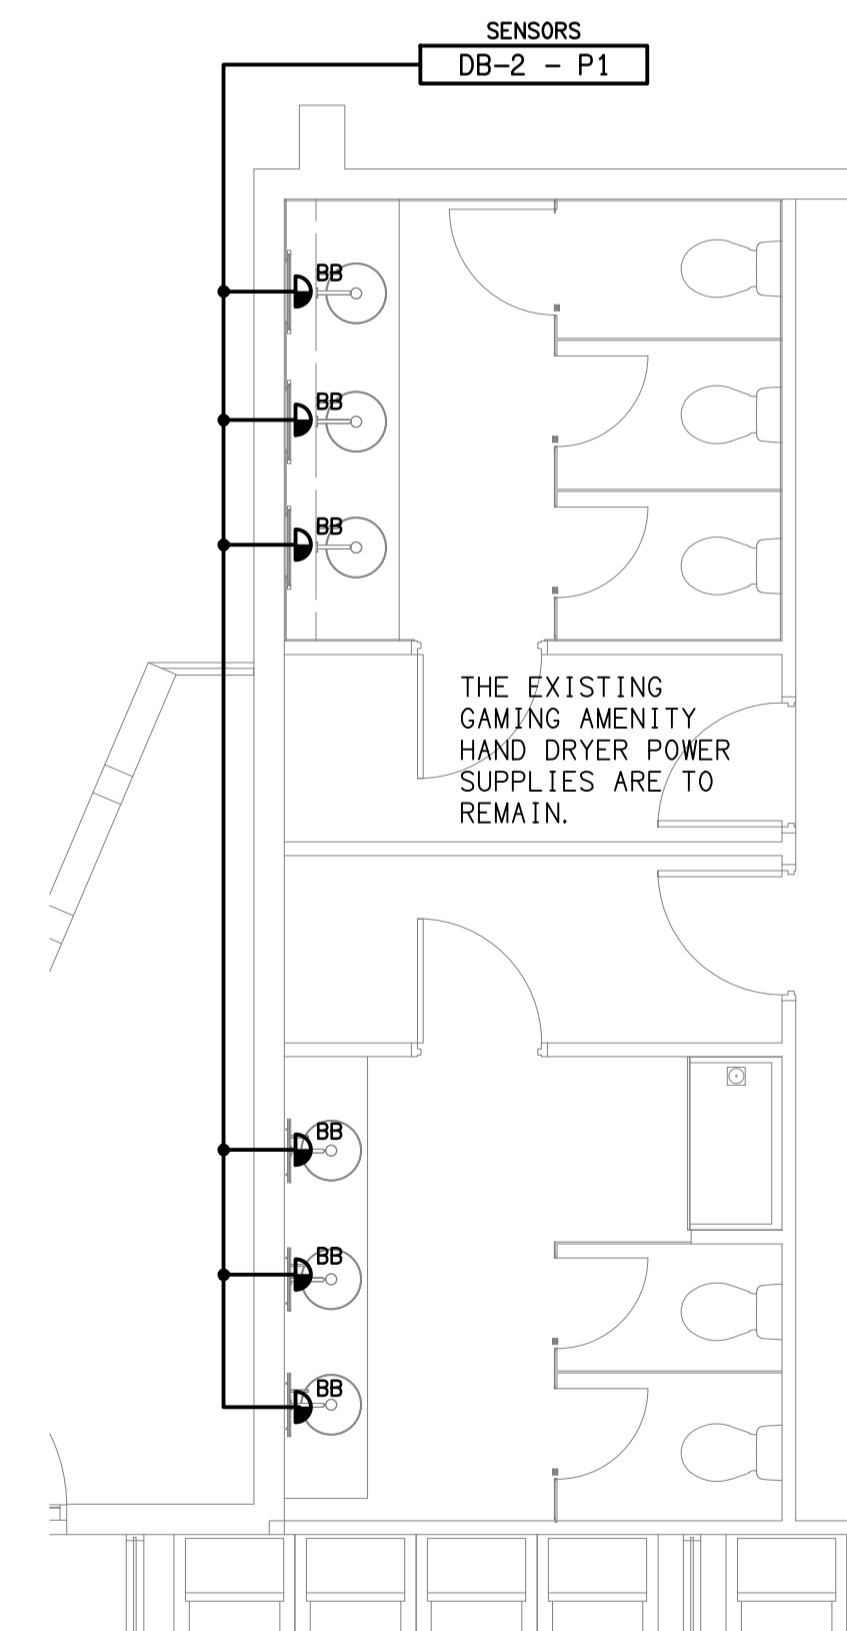 SENSORS
DB-2 - P1
BB
BB
BB
THE EXISTING
GAMING AMENITY
HAND DRYER POWER
SUPPLIES ARE TO
REMAIN.
BB
BB
BB